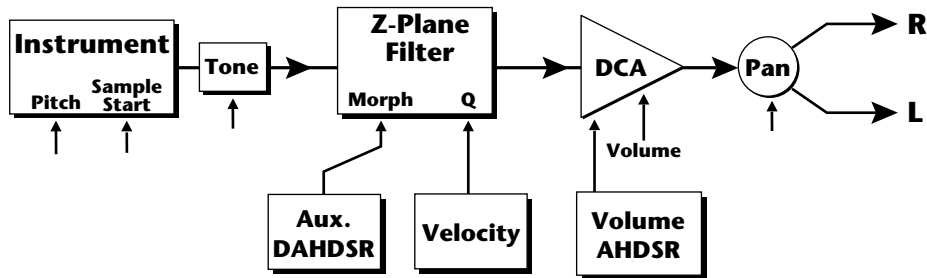 Instrument
Pitch
Sample
Start
Tone
Z-Plane
Filter
Morph
Q
DCA
Volume
Pan
R
L
Aux.
DAHDSR
Velocity
Volume
AHDSR